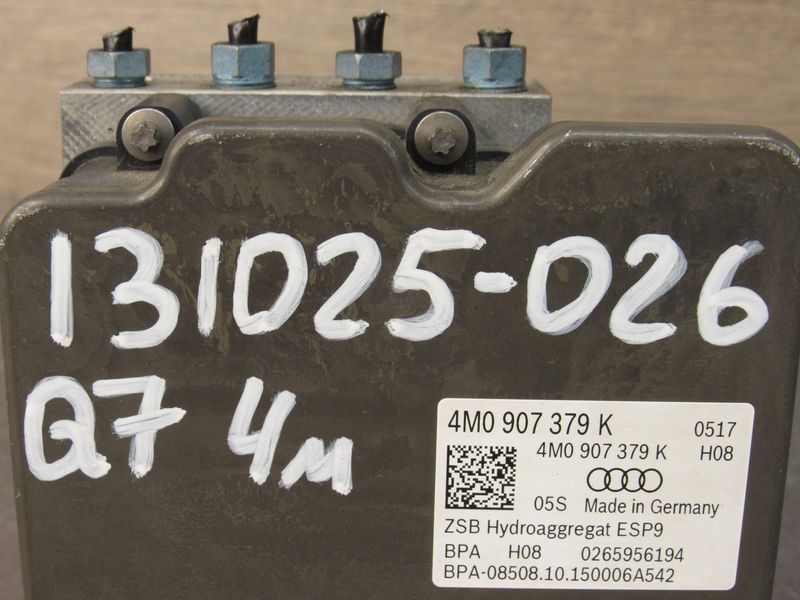 131025-026
Q7 4м
4M0 907 379 K 0517
4M0 907 379 K H08
05S Made in Germany
ZSB Hydroaggregat ESP9
BPA H08 0265956194
BPA-08508.10.150006A542